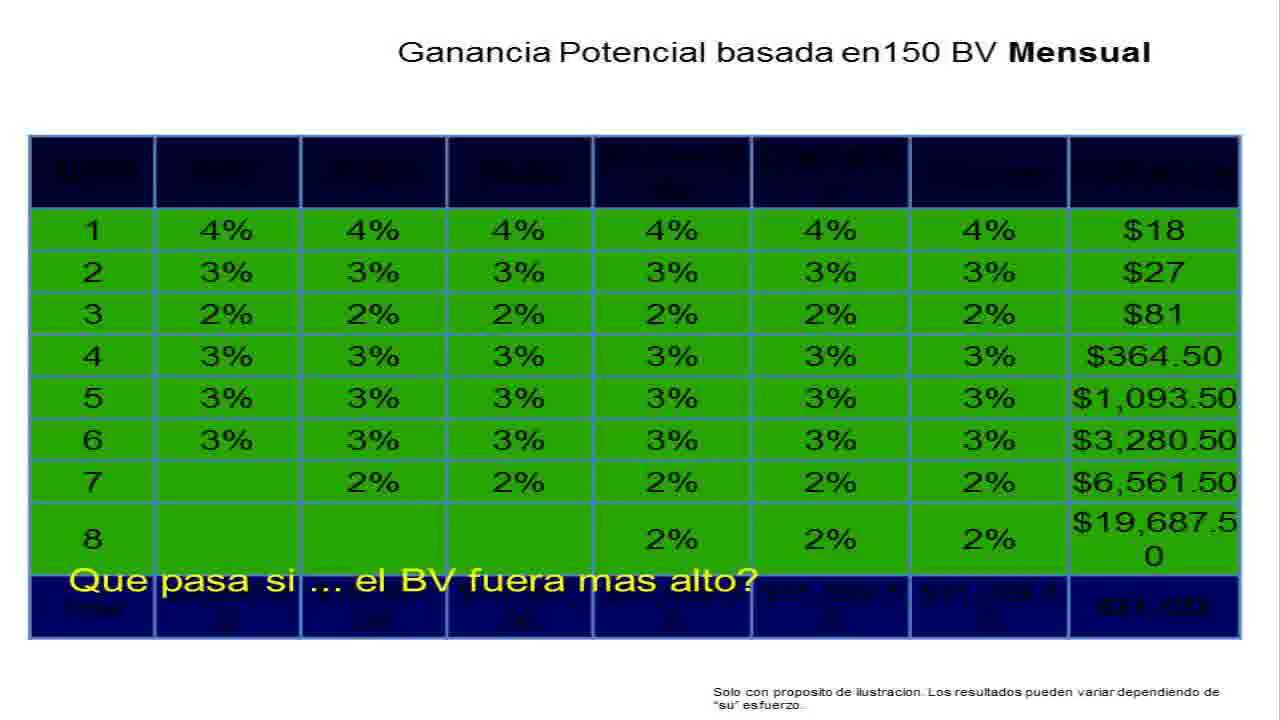 Ganancia Potencial basada en150 BV Mensual
1 4% 4% 4% 4% 4% 4% $18
2 3% 3% 3% 3% 3% 3% $27
3 2% 2% 2% 2% 2% 2% $81
4 3% 3% 3% 3% 3% 3% $364.50
5 3% 3% 3% 3% 3% 3% $1,093.50
6 3% 3% 3% 3% 3% 3% $3,280.50
7 2% 2% 2% 2% 2% $6,561.50
8 2% 2% 2% $19,687.5
0
Que pasa si ... el BV fuera mas alto?
Solo con proposito de ilustracion. Los resultados pueden variar dependiendo de
"su" esfuerzo.